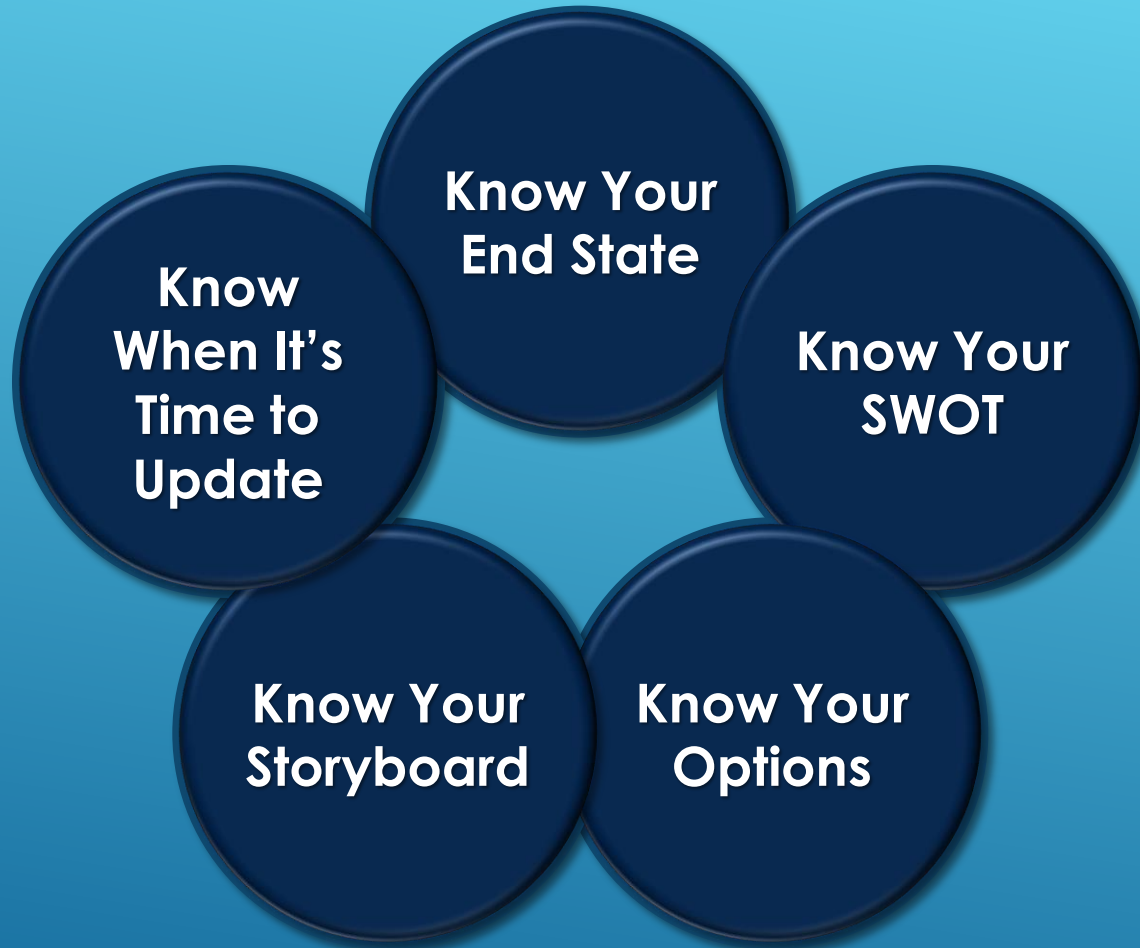 Know Your
End State
Know Your
SWOT
Know Your
Options
Know Your
Storyboard
Know
When It’s
Time to
Update